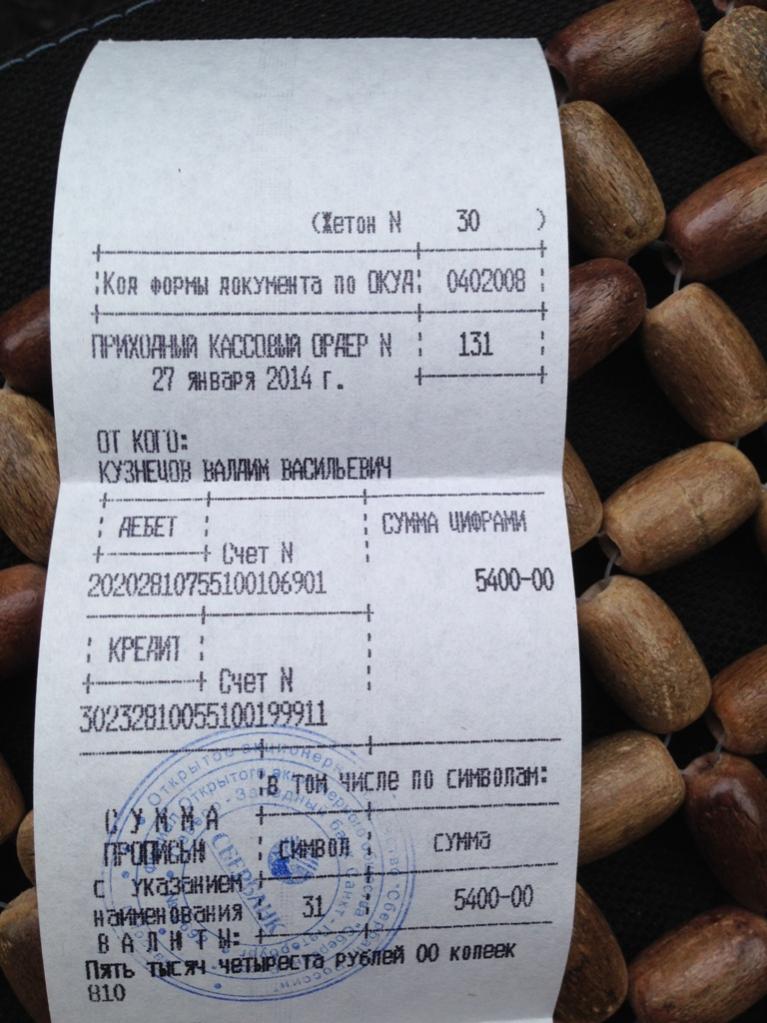 (Жетон N 30 )
Код формы документа по ОКУД: 0402008
ПРИХОДНЫЙ КАССОВЫЙ ОРДЕР N 131
27 января 2014 г.
ОТ КОГО:
КУЗНЕЦОВ ВАДДИМ ВАСИЛЬЕВИЧ
ДЕБЕТ СУММА ЦИФРАМИ
Счет N
20202810755100106901 5400-00
КРЕДИТ
Счет N
30232810055100199911
в том числе по символам:
СУММА
ПРОПИСЬЮ СИМВОЛ СУММА
с указанием
наименования 31 5400-00
ВАЛЮТЫ:
Пять тысяч четыреста рублей 00 копеек
810
СБЕРБАНК